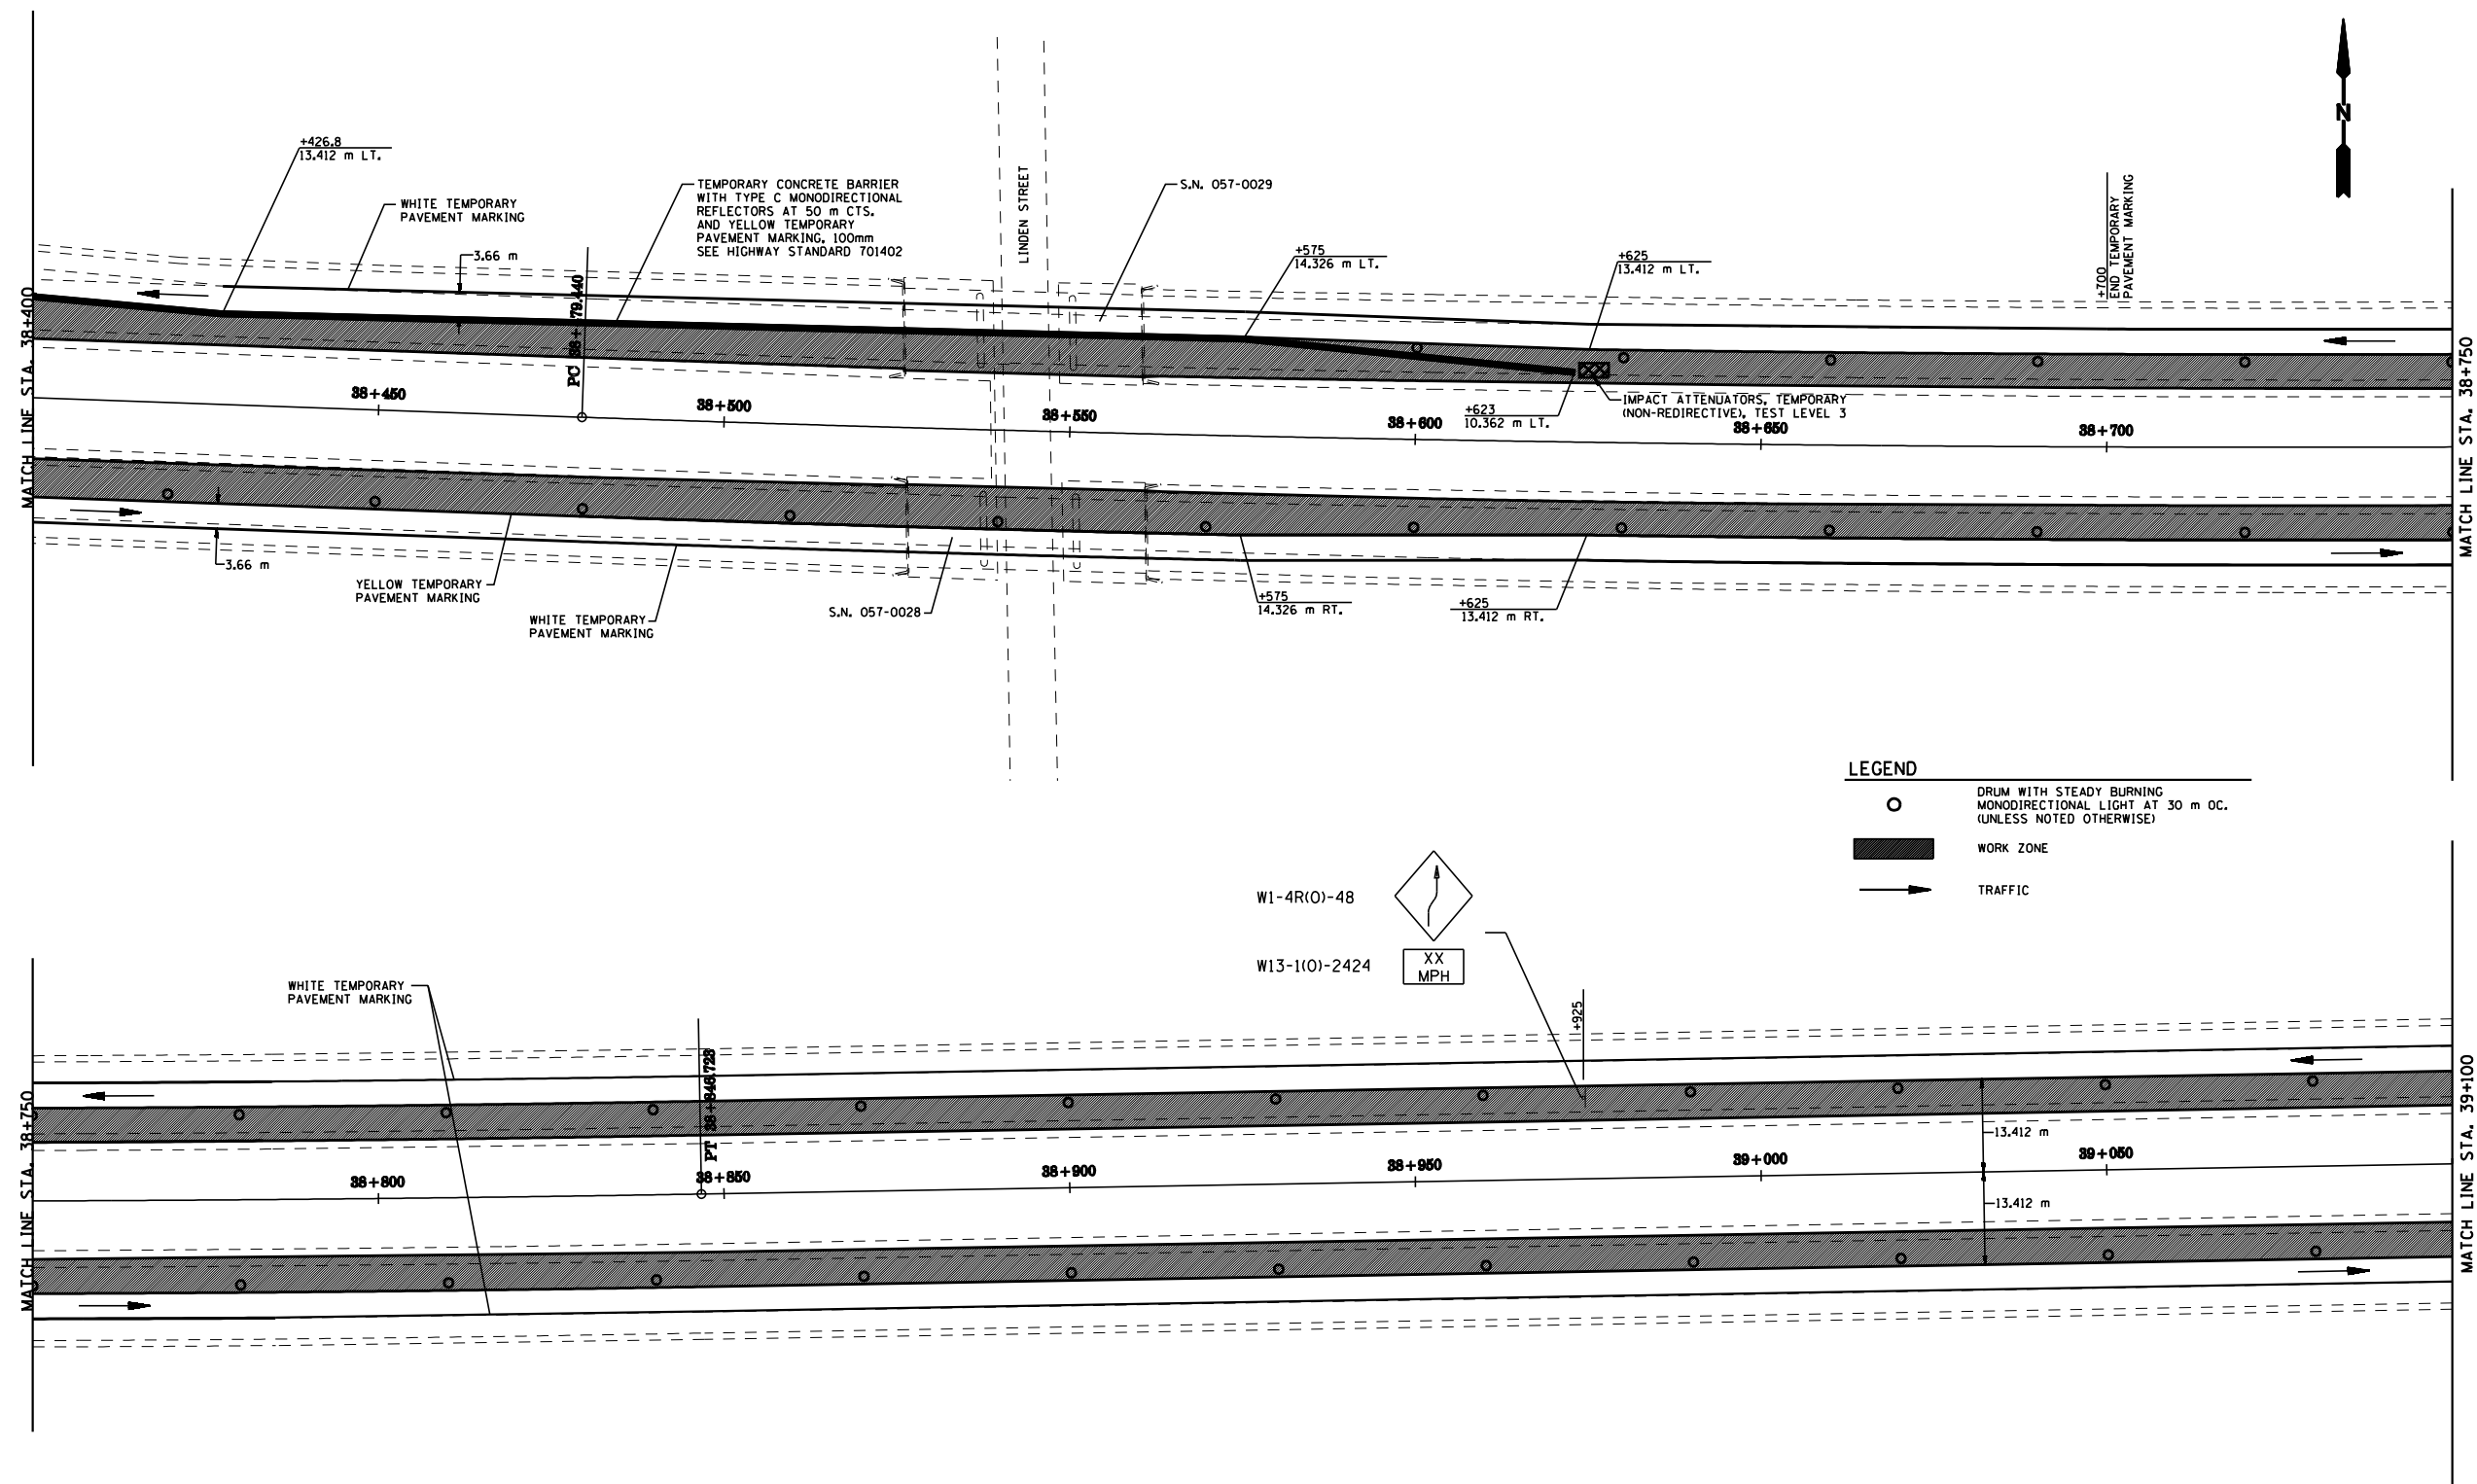 +426.8
13.412 m LT.
WHITE TEMPORARY
PAVEMENT MARKING
3.66 m
TEMPORARY CONCRETE BARRIER
WITH TYPE C MONODIRECTIONAL
REFLECTORS AT 50 m CTS.
AND YELLOW TEMPORARY
PAVEMENT MARKING, 100mm
SEE HIGHWAY STANDARD 701402
LINDEN STREET
S.N. 057-0029
+575
14.326 m LT.
+625
13.412 m LT.
+700
END TEMPORARY
PAVEMENT MARKING
N
MATCH LINE STA. 38+400
PC 38+479.440
38+450
38+500
38+550
38+600
38+650
38+700
+623
10.362 m LT.
IMPACT ATTENUATORS, TEMPORARY
(NON-REDIRECTIVE), TEST LEVEL 3
MATCH LINE STA. 38+750
3.66 m
YELLOW TEMPORARY
PAVEMENT MARKING
WHITE TEMPORARY
PAVEMENT MARKING
S.N. 057-0028
+575
14.326 m RT.
+625
13.412 m RT.
LEGEND
DRUM WITH STEADY BURNING
MONODIRECTIONAL LIGHT AT 30 m OC.
(UNLESS NOTED OTHERWISE)
WORK ZONE
TRAFFIC
W1-4R(O)-48
W13-1(O)-2424
XX
MPH
WHITE TEMPORARY
PAVEMENT MARKING
+925
MATCH LINE STA. 38+750
PT 38+846.723
38+800
38+850
38+900
38+950
39+000
39+050
13.412 m
13.412 m
MATCH LINE STA. 39+100